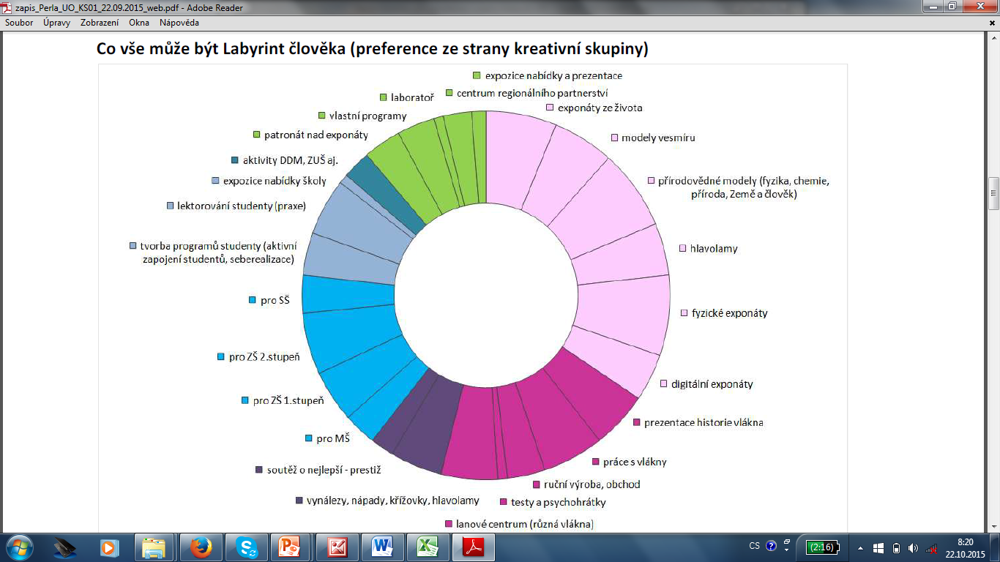 zapis_Perla_UO_KS01_22.09.2015_web.pdf - Adobe Reader
Soubor Úpravy Zobrazení Okna Nápověda
Co vše může být Labyrint člověka (preference ze strany kreativní skupiny)
expozice nabídky a prezentace
centrum regionálního partnerství
laboratoř
exponáty ze života
vlastní programy
patronát nad exponáty
modely vesmíru
aktivity DDM, ZUŠ aj.
expozice nabídky školy
přírodovědné modely (fyzika, chemie,
příroda, Země a člověk)
lektorování studenty (praxe)
tvorba programů studenty (aktivní
zapojení studentů, seberealizace)
hlavolamy
pro SŠ
fyzické exponáty
pro ZŠ 2.stupeň
digitální exponáty
pro ZŠ 1.stupeň
prezentace historie vlákna
pro MŠ
práce s vlákny
soutěž o nejlepší - prestiž
ruční výroba, obchod
vynálezy, nápady, křížovky, hlavolamy
testy a psychohrátky
lanové centrum (různá vlákna)
CS
(2:16)
8:20
22.10.2015